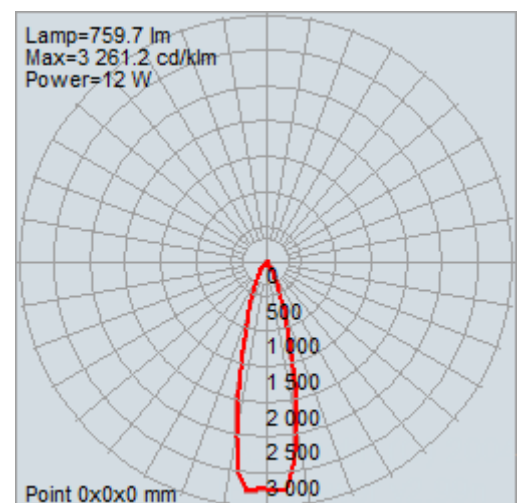 Lamp=759.7 lm
Max=3 261.2 cd/klm
Power=12 W
0
500
1 000
1 500
2 000
2 500
3 000
Point 0x0x0 mm